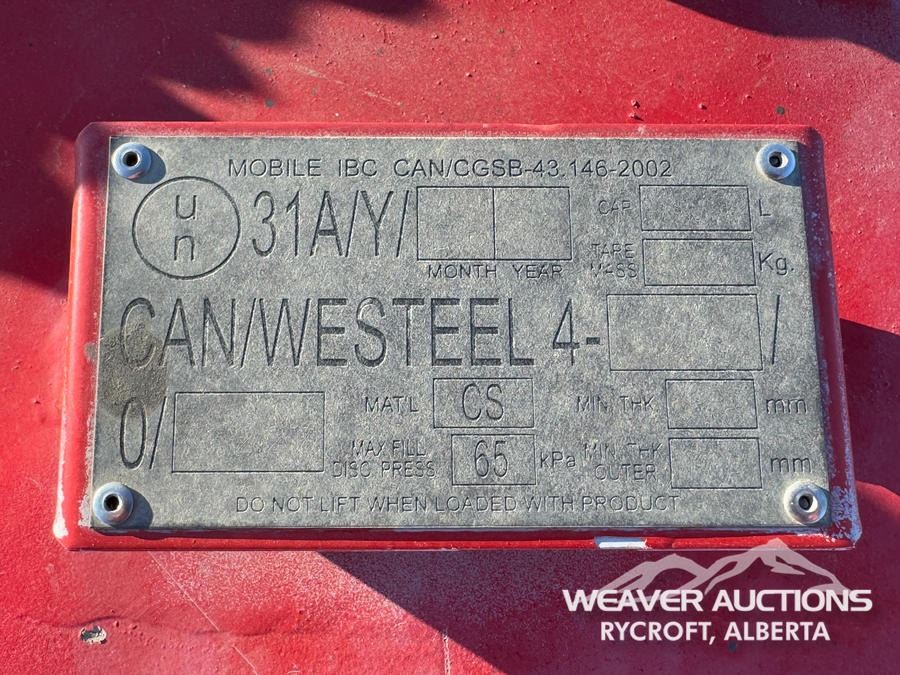 MOBILE IBC CAN/CGSB-43.146-2002
un 31A/Y/
MONTH YEAR
CAP. L
TARE MASS Kg.
CAN/WESTEEL 4- /
0/
MAT'L CS
MIN. THK mm
MAX FILL DISC PRESS 65 kPa
MIN. THK OUTER mm
DO NOT LIFT WHEN LOADED WITH PRODUCT
WEAVER AUCTIONS
RYCROFT, ALBERTA